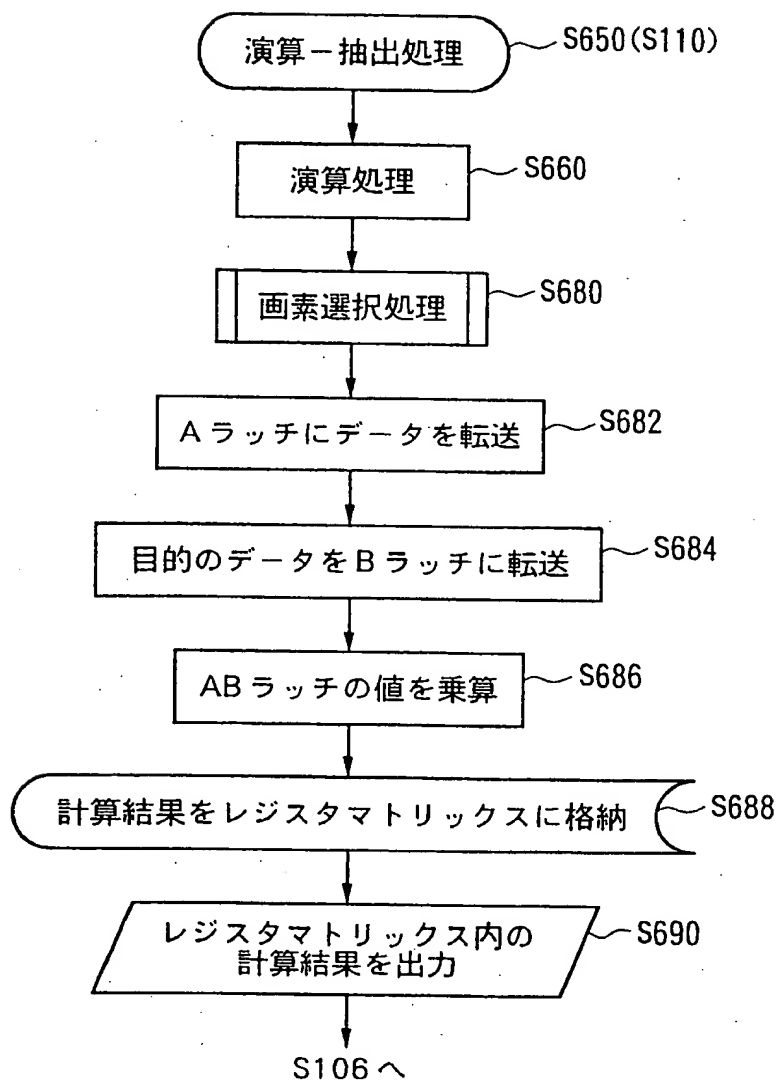 演算－抽出処理
S650(S110)
演算処理
S660
画素選択処理
S680
Aラッチにデータを転送
S682
目的のデータをBラッチに転送
S684
ABラッチの値を乗算
S686
計算結果をレジスタマトリックスに格納
S688
レジスタマトリックス内の
計算結果を出力
S690
S106へ